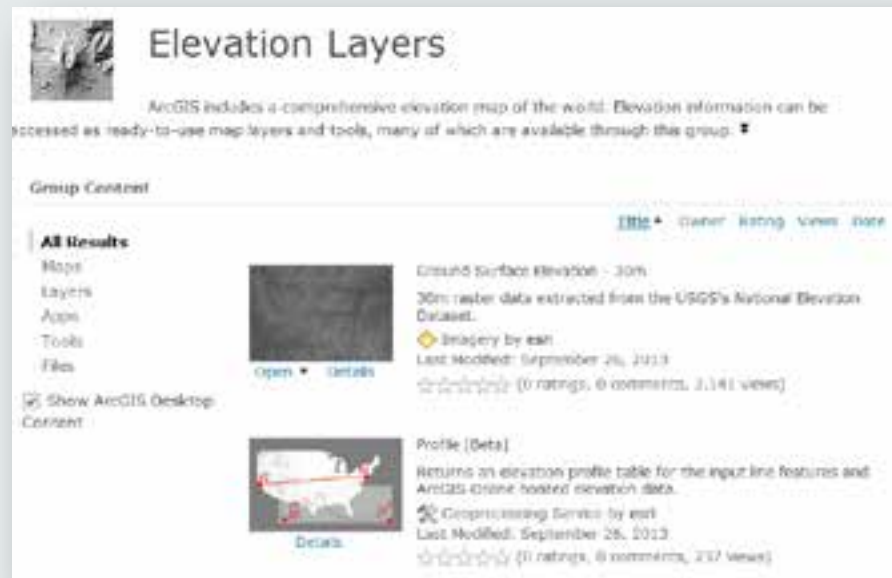 Elevation Layers
ArcGIS includes a comprehensive elevation map of the world. Elevation information can be
accessed as ready-to-use map layers and tools, many of which are available through this group.
Group Content
Title Owner Rating Views Date
All Results
Maps
Layers
Apps
Tools
Files
Show ArcGIS Desktop
Content
Ground Surface Elevation - 30m
30m raster data extracted from the USGS's National Elevation
Dataset.
Imagery by esri
Last Modified: September 26, 2013
(0 ratings, 0 comments, 2,141 views)
Open Details
Profile [Beta]
Returns an elevation profile table for the input line features and
ArcGIS Online hosted elevation data.
Geoprocessing Service by esri
Last Modified: September 26, 2013
(0 ratings, 0 comments, 237 views)
Details